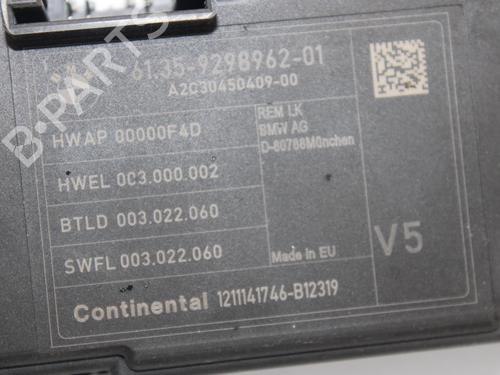 61.35-9298962-01
A2C30450409-00
HWAP 00000F4D
HWEL 003.000.002
BTLD 003.022.060
SWFL 003.022.060
REM LK
BMW AG
D-80788München
Made in EU
V5
Continental 1211141746-B12319
B-PARTS